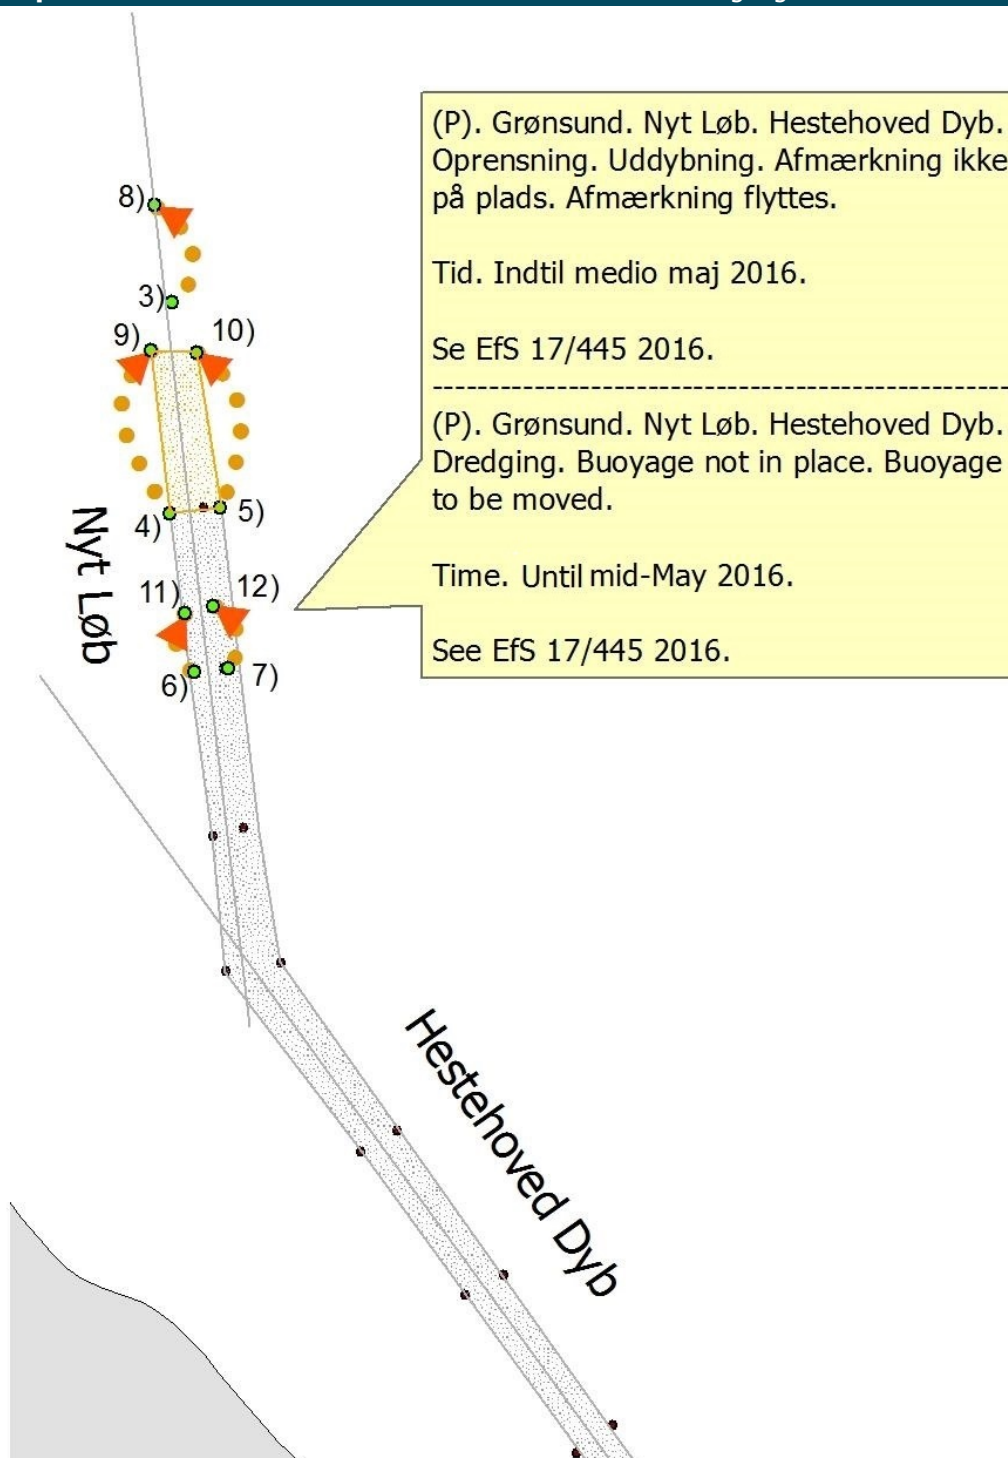 (P). Grønsund. Nyt Løb. Hestehoved Dyb.
Oprensning. Uddybning. Afmærkning ikke
på plads. Afmærkning flyttes.
Tid. Indtil medio maj 2016.
Se EfS 17/445 2016.
--------------------------------------------------
(P). Grønsund. Nyt Løb. Hestehoved Dyb.
Dredging. Buoyage not in place. Buoyage
to be moved.
Time. Until mid-May 2016.
See EfS 17/445 2016.
8)
3)
9)
10)
4)
5)
11)
12)
6)
7)
Nyt Løb
Hestehoved Dyb